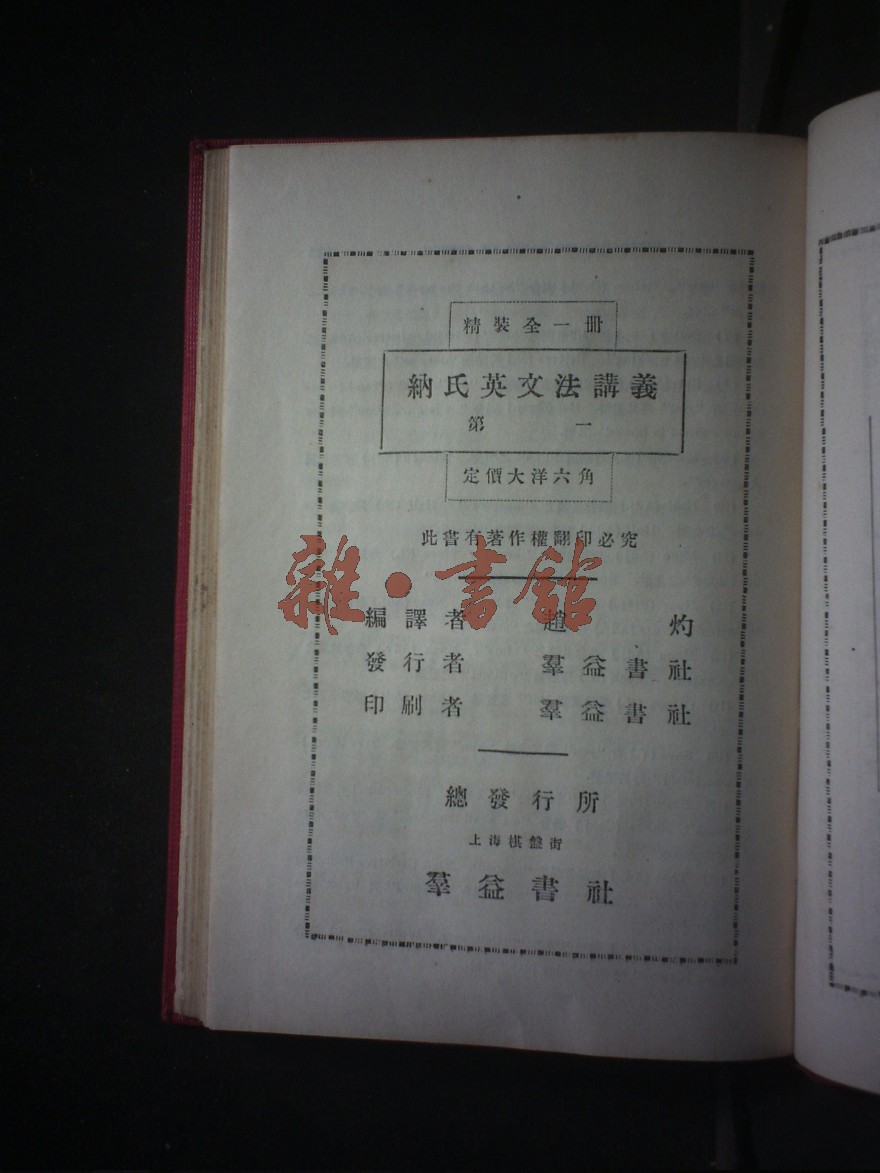 精裝全一册
納氏英文法講義
第一
定價大洋六角
此書有著作權翻印必究
雜·書館
編譯者 趙灼
發行者 羣益書社
印刷者 羣益書社
總發行所
上海棋盤街
羣益書社